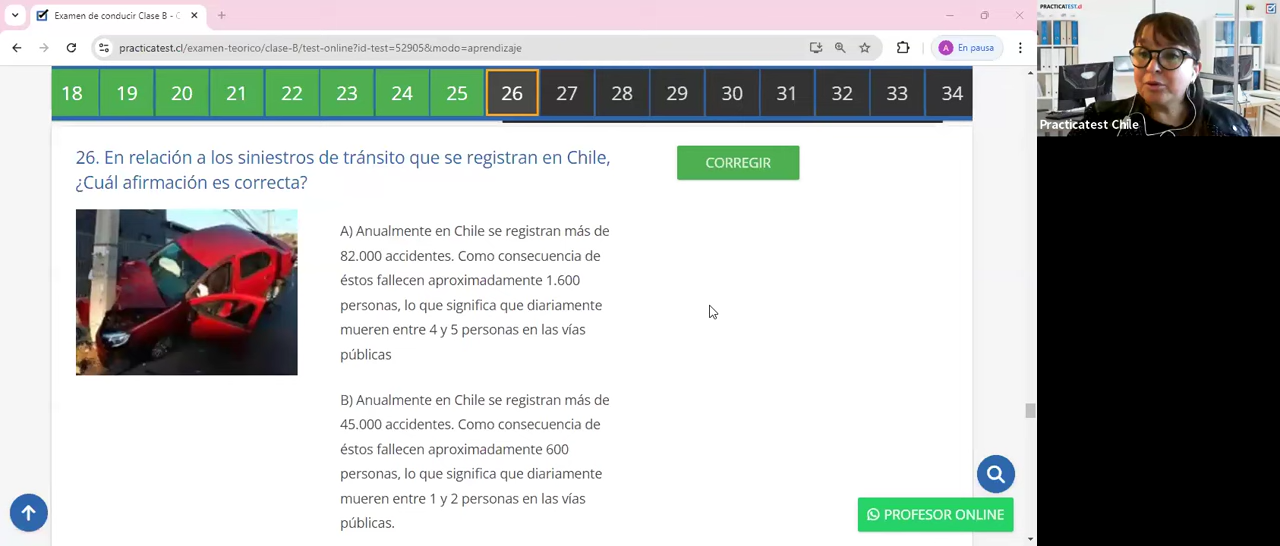 Examen de conducir Clase B - C
practicatest.cl/examen-teorico/clase-B/test-online?id-test=52905&modo=aprendizaje
A En pausa
PRACTICATEST.cl
Practicatest Chile
18 19 20 21 22 23 24 25 26 27 28 29 30 31 32 33 34
26. En relación a los siniestros de tránsito que se registran en Chile,
¿Cuál afirmación es correcta?
CORREGIR
A) Anualmente en Chile se registran más de
82.000 accidentes. Como consecuencia de
éstos fallecen aproximadamente 1.600
personas, lo que significa que diariamente
mueren entre 4 y 5 personas en las vías
públicas
B) Anualmente en Chile se registran más de
45.000 accidentes. Como consecuencia de
éstos fallecen aproximadamente 600
personas, lo que significa que diariamente
mueren entre 1 y 2 personas en las vías
públicas.
PROFESOR ONLINE